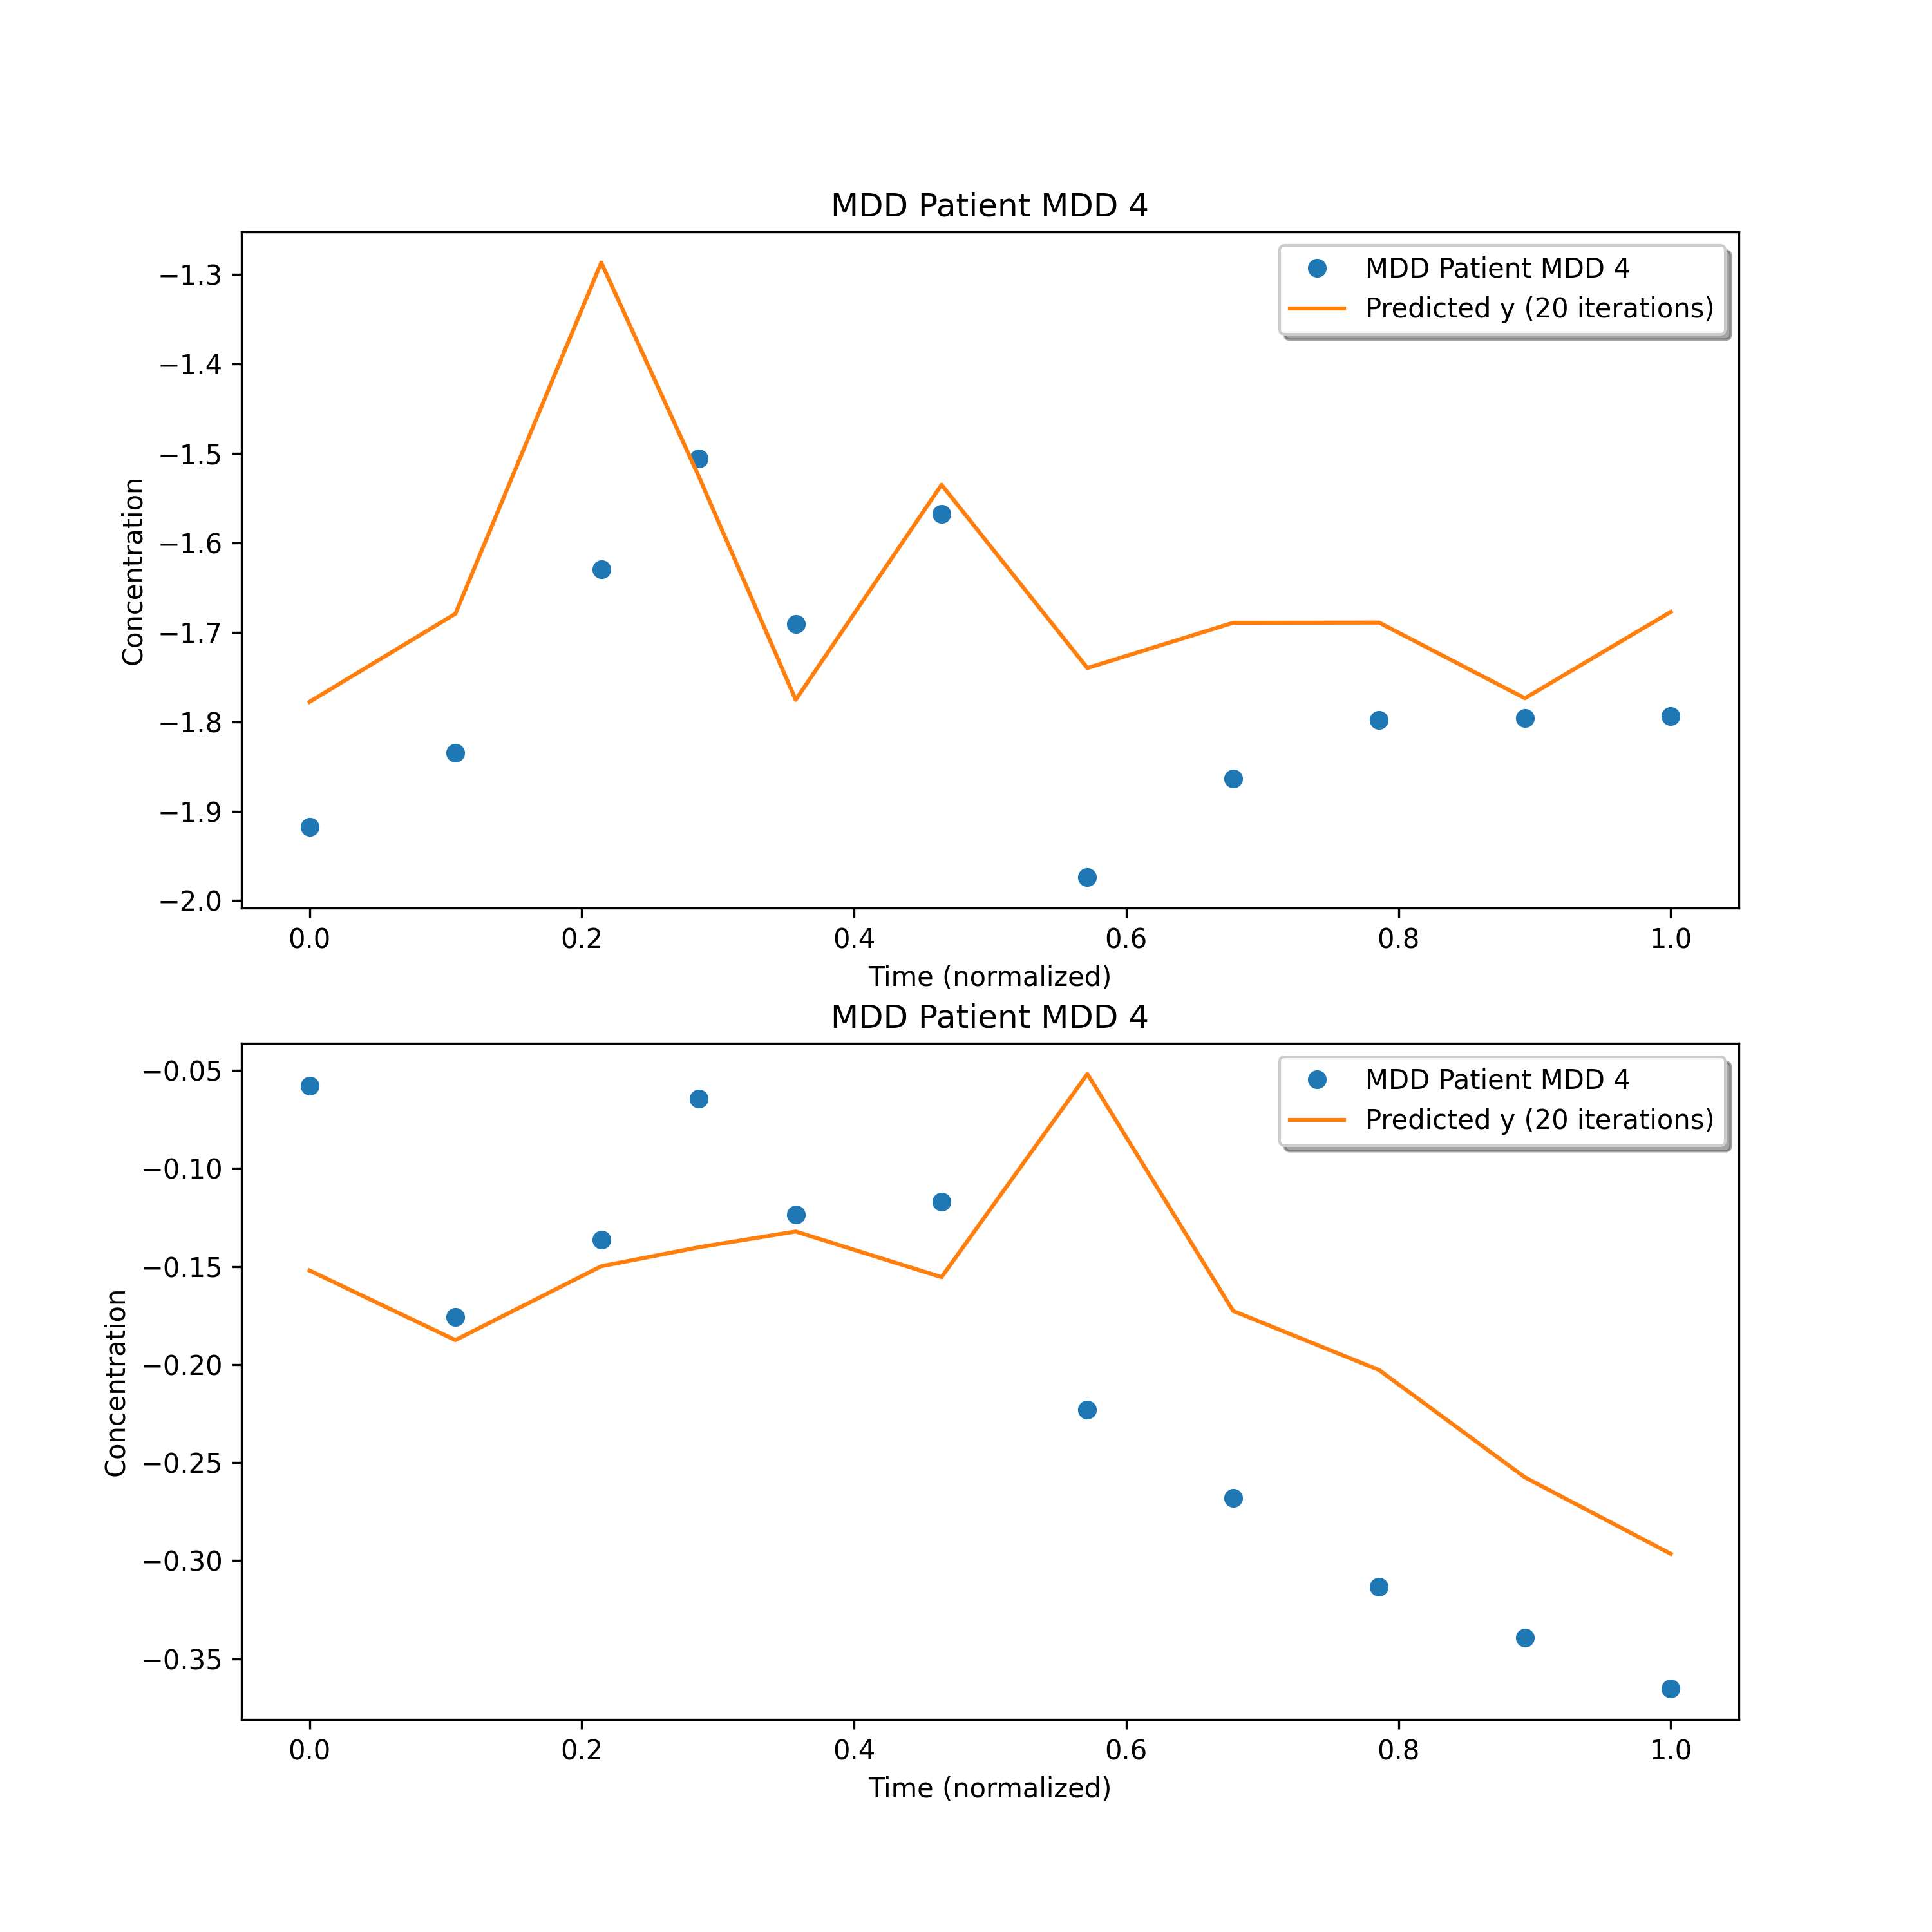 MDD Patient MDD 4
MDD Patient MDD 4
Predicted y (20 iterations)
−1.3
−1.4
−1.5
−1.6
−1.7
−1.8
−1.9
−2.0
Concentration
0.0 0.2 0.4 0.6 0.8 1.0
Time (normalized)
MDD Patient MDD 4
MDD Patient MDD 4
Predicted y (20 iterations)
−0.05
−0.10
−0.15
−0.20
−0.25
−0.30
−0.35
Concentration
0.0 0.2 0.4 0.6 0.8 1.0
Time (normalized)